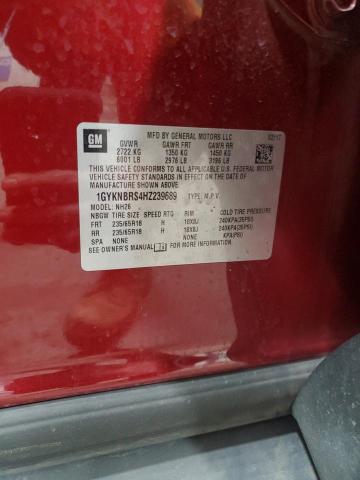 GM MFD BY GENERAL MOTORS LLC 02/17
GVWR GAWR FRT GAWR RR
2722 KG 1350 KG 1450 KG
6001 LB 2976 LB 3196 LB
THIS VEHICLE CONFORMS TO ALL APPLICABLE U.S. FEDERAL MOTOR
VEHICLE SAFETY STANDARDS IN EFFECT ON THE DATE OF
MANUFACTURE SHOWN ABOVE.
1GYKNBRS4HZ239689 TYPE: M.P.V.
MODEL: NH26
NBGW TIRE SIZE SPEED RTG RIM COLD TIRE PRESSURE
FRT 235/65R18 H 18X8J 240KPA(35PSI)
RR 235/65R18 H 18X8J 240KPA(35PSI)
SPA NONE NONE KPA(PSI)
SEE OWNER'S MANUAL